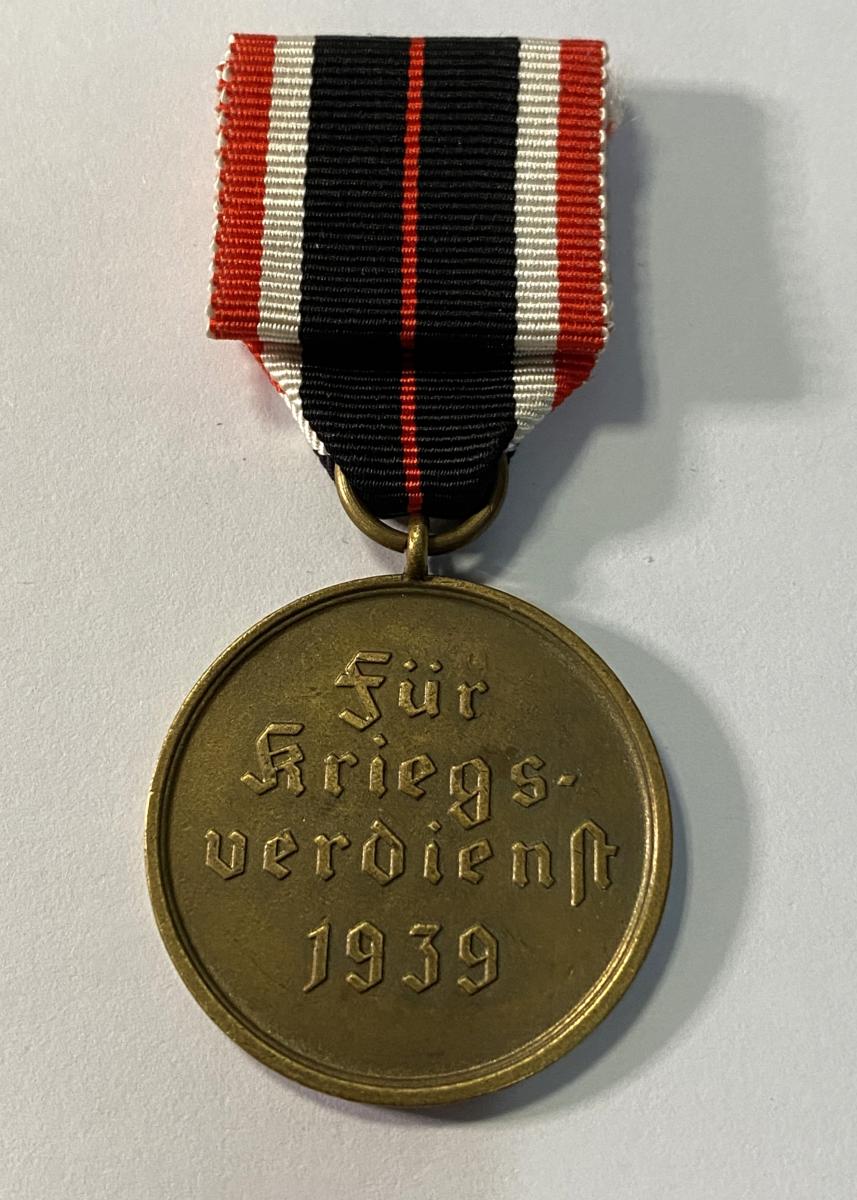 Für
Kriegs-
verdienſt
1939